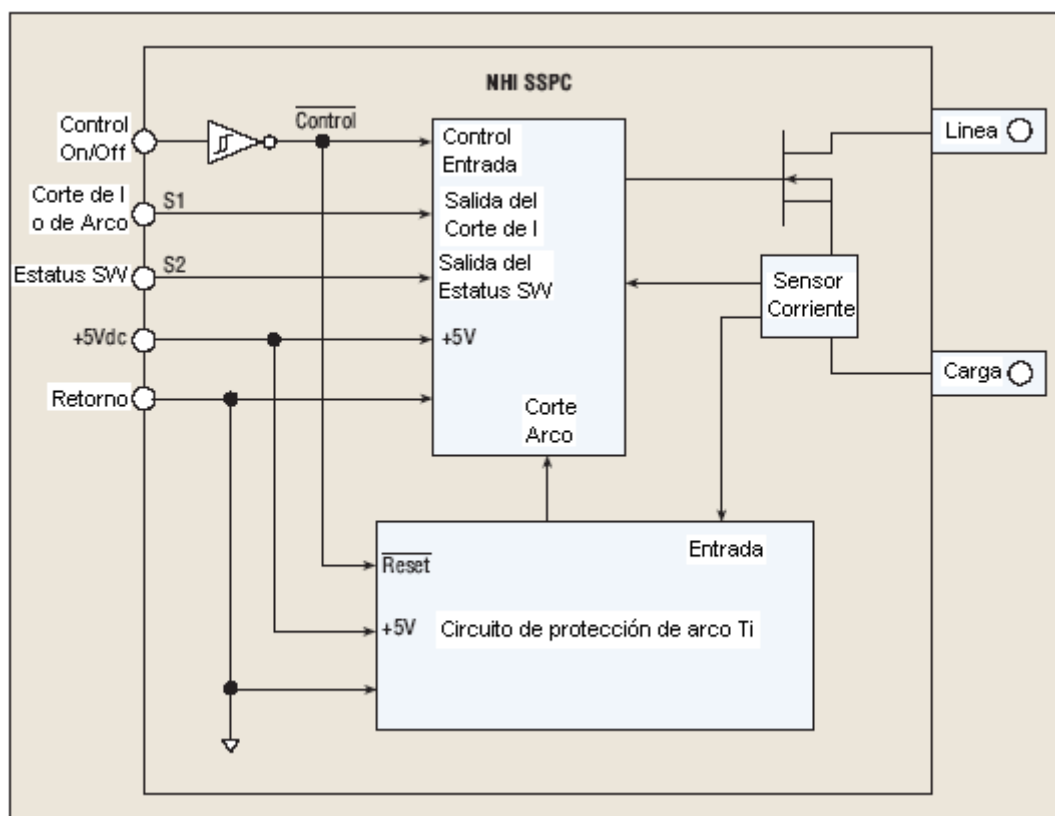 NHI SSPC
Control
On/Off
Control
Control
Entrada
Linea
Corte de I
o de Arco
S1
Salida del
Corte de I
Estatus SW
S2
Salida del
Estatus SW
Sensor
Corriente
+5Vdc
+5V
Carga
Retorno
Corte
Arco
Entrada
Reset
+5V
Circuito de protección de arco Ti